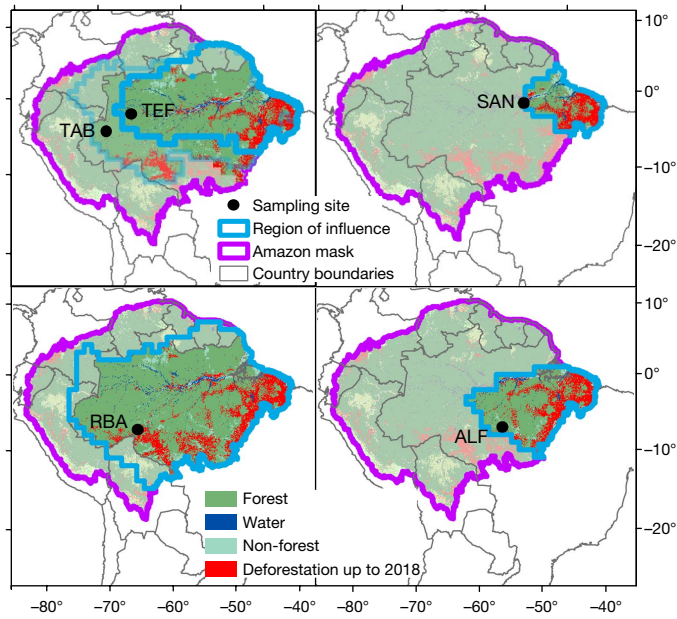 TEF
TAB
SAN
10°
0°
−10°
−20°
Sampling site
Region of influence
Amazon mask
Country boundaries
RBA
ALF
10°
0°
−10°
−20°
Forest
Water
Non-forest
Deforestation up to 2018
−80° −70° −60° −50° −40° −80° −70° −60° −50° −40°